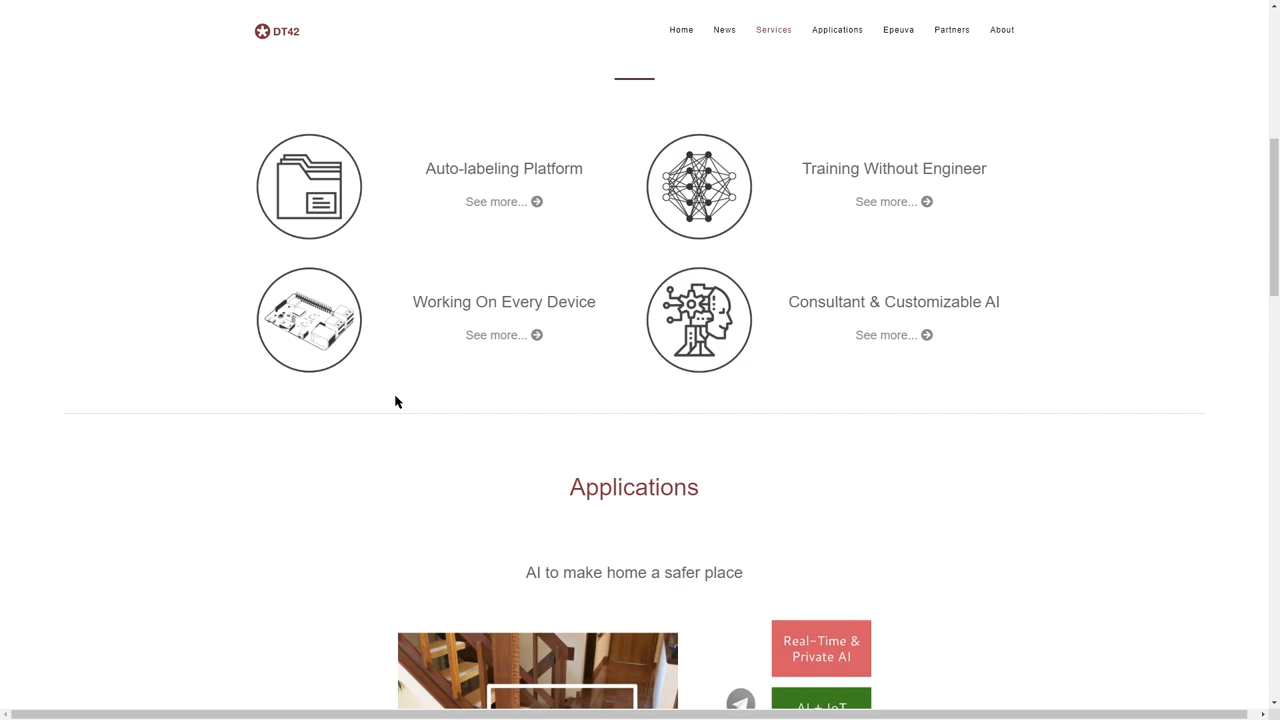 DT42
Home News Services Applications Epeuva Partners About
Auto-labeling Platform
See more...
Training Without Engineer
See more...
Working On Every Device
See more...
Consultant & Customizable AI
See more...
Applications
AI to make home a safer place
Real-Time &
Private AI
AI + IoT